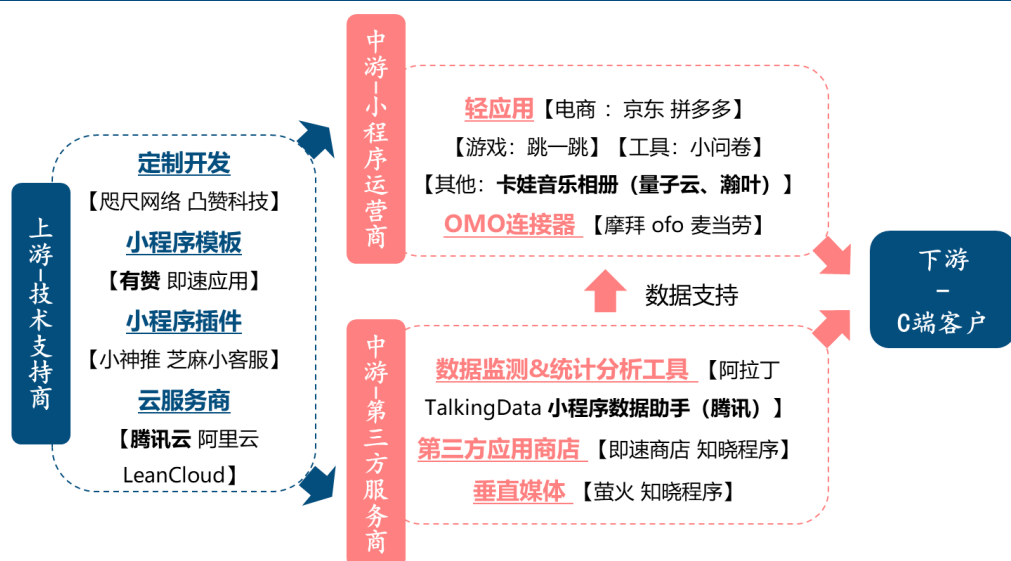 上游-技术支持商
定制开发
【咫尺网络 凸赞科技】
小程序模板
【有赞 即速应用】
小程序插件
【小神推 芝麻小客服】
云服务商
【腾讯云 阿里云
LeanCloud】
中游-小程序运营商
轻应用【电商 ：京东 拼多多】
【游戏：跳一跳】【工具：小问卷】
【其他：卡娃音乐相册（量子云、瀚叶）】
OMO连接器 【摩拜 ofo 麦当劳】
数据支持
中游-第三方服务商
数据监测&统计分析工具 【阿拉丁
TalkingData 小程序数据助手（腾讯）】
第三方应用商店 【即速商店 知晓程序】
垂直媒体 【萤火 知晓程序】
下游
-
C端客户